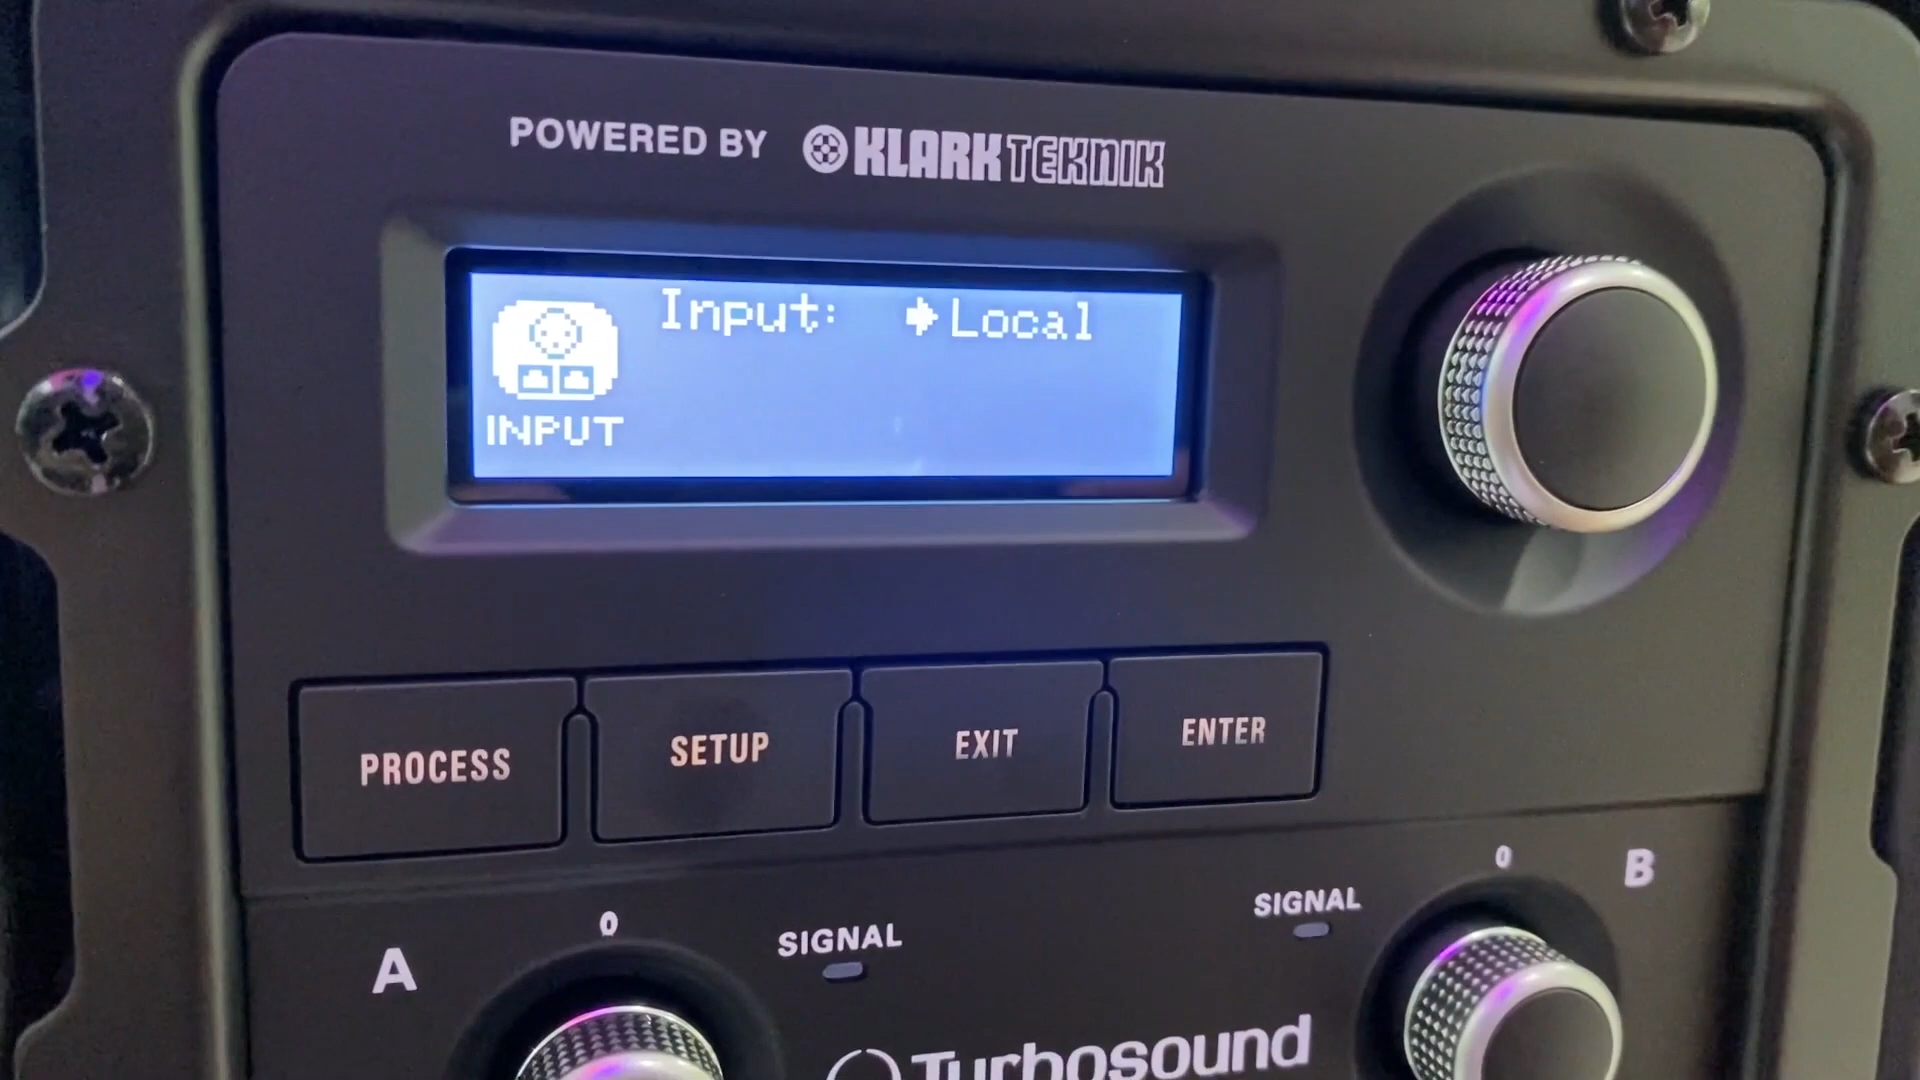 POWERED BY KLARK TEKNIK
Input: Local
INPUT
PROCESS SETUP EXIT ENTER
A 0 SIGNAL SIGNAL 0 B
Turbosound